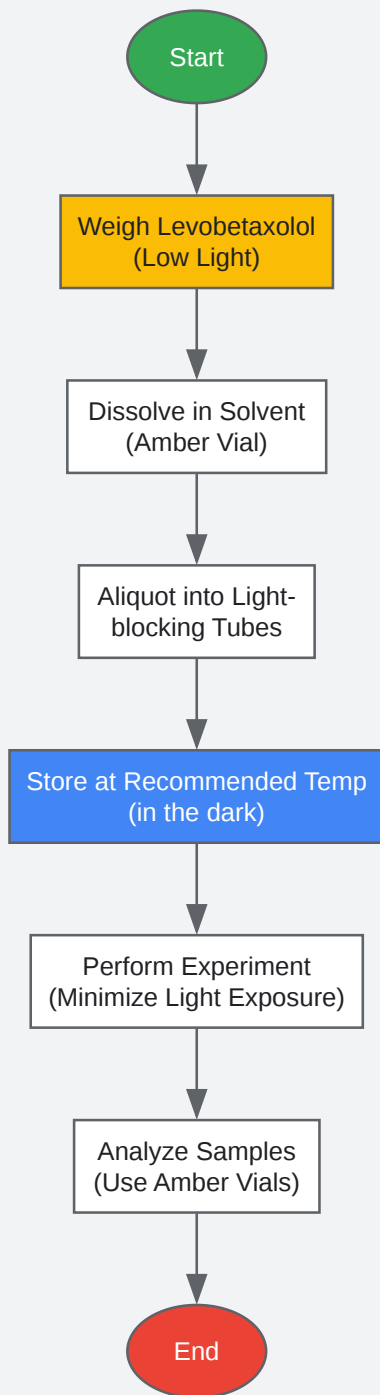 Start
Weigh Levobetaxolol
(Low Light)
Dissolve in Solvent
(Amber Vial)
Aliquot into Light-
blocking Tubes
Store at Recommended Temp
(in the dark)
Perform Experiment
(Minimize Light Exposure)
Analyze Samples
(Use Amber Vials)
End